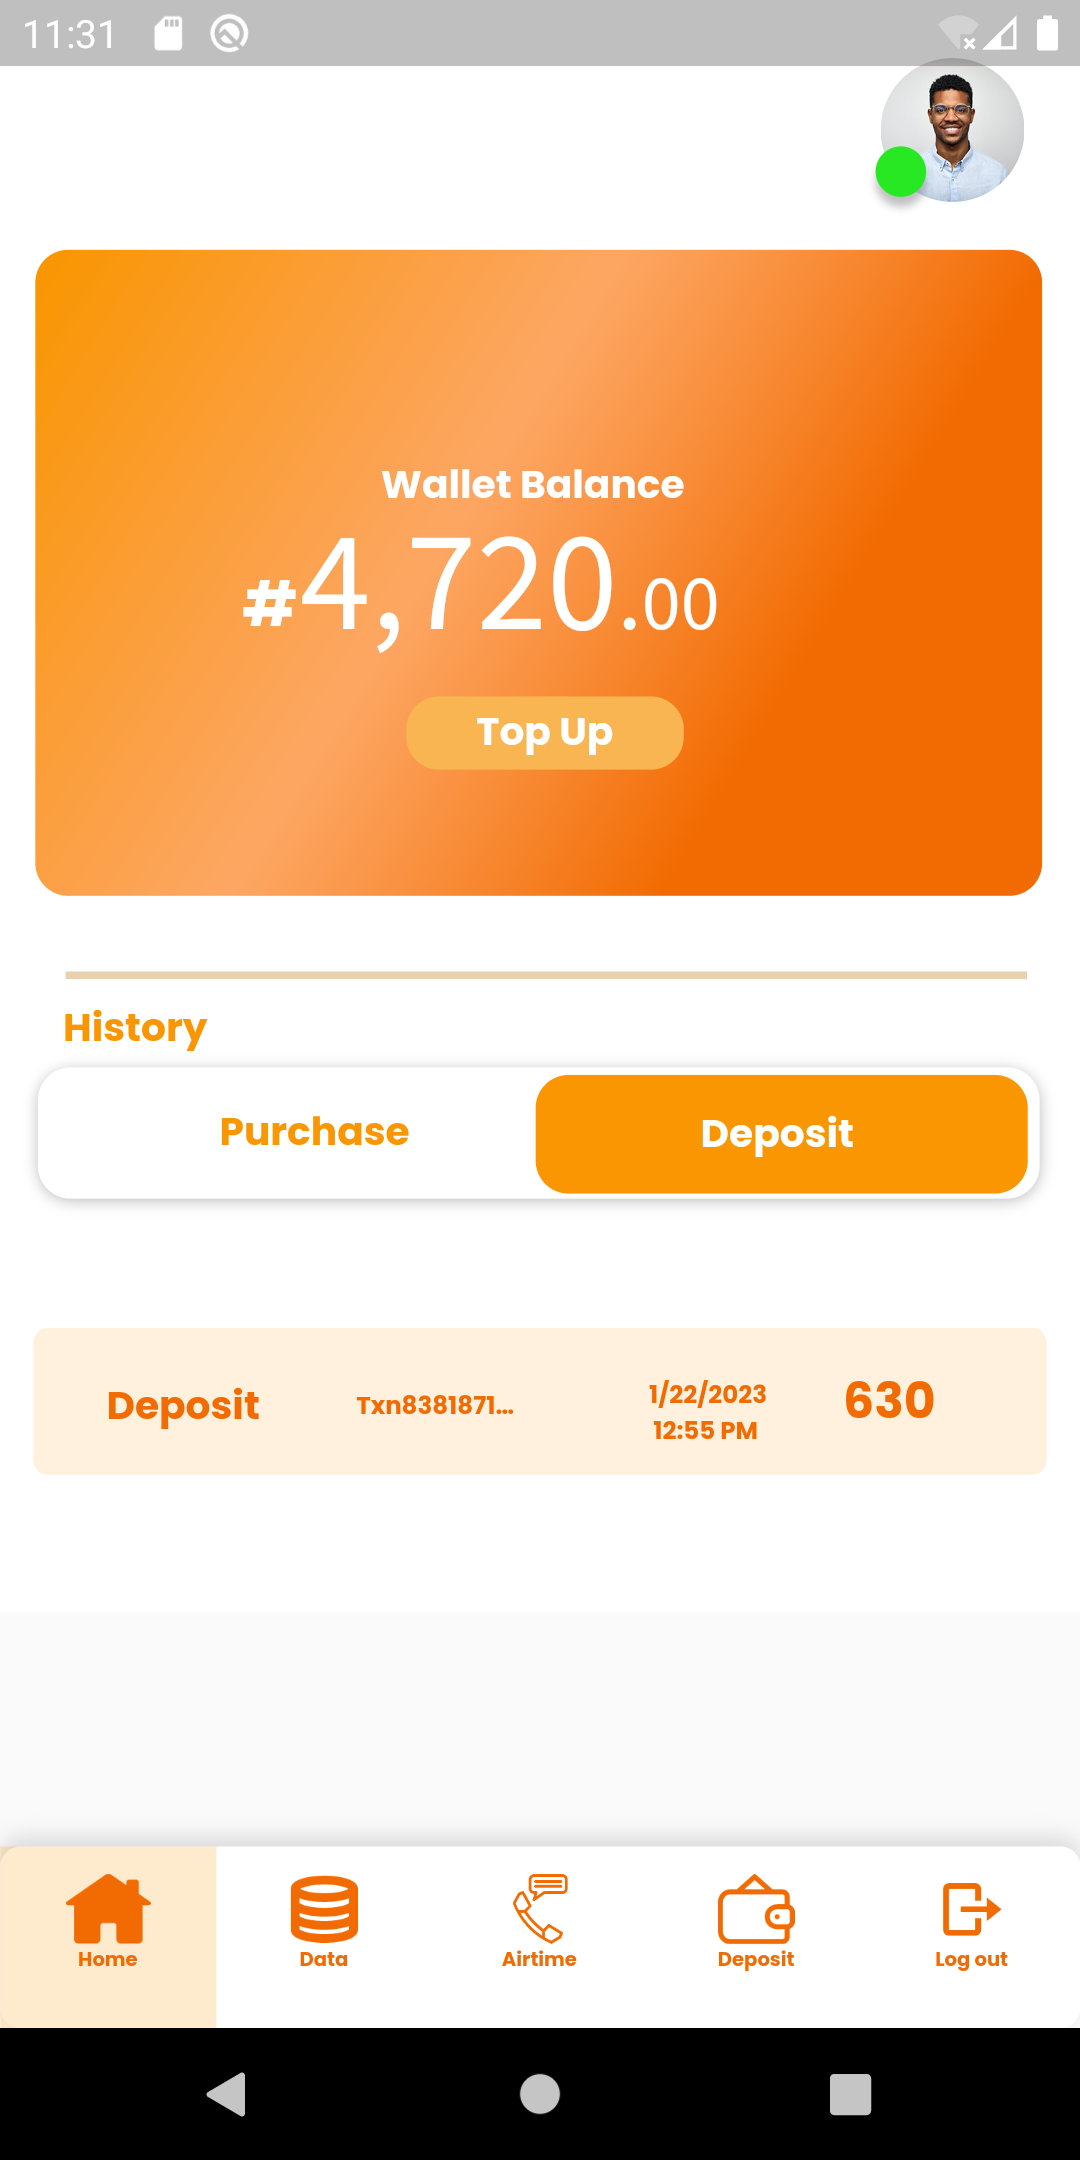 11:31
Wallet Balance
#4,720.00
Top Up
History
Purchase Deposit
Deposit Txn8381871... 1/22/2023 630
12:55 PM
Home Data Airtime Deposit Log out